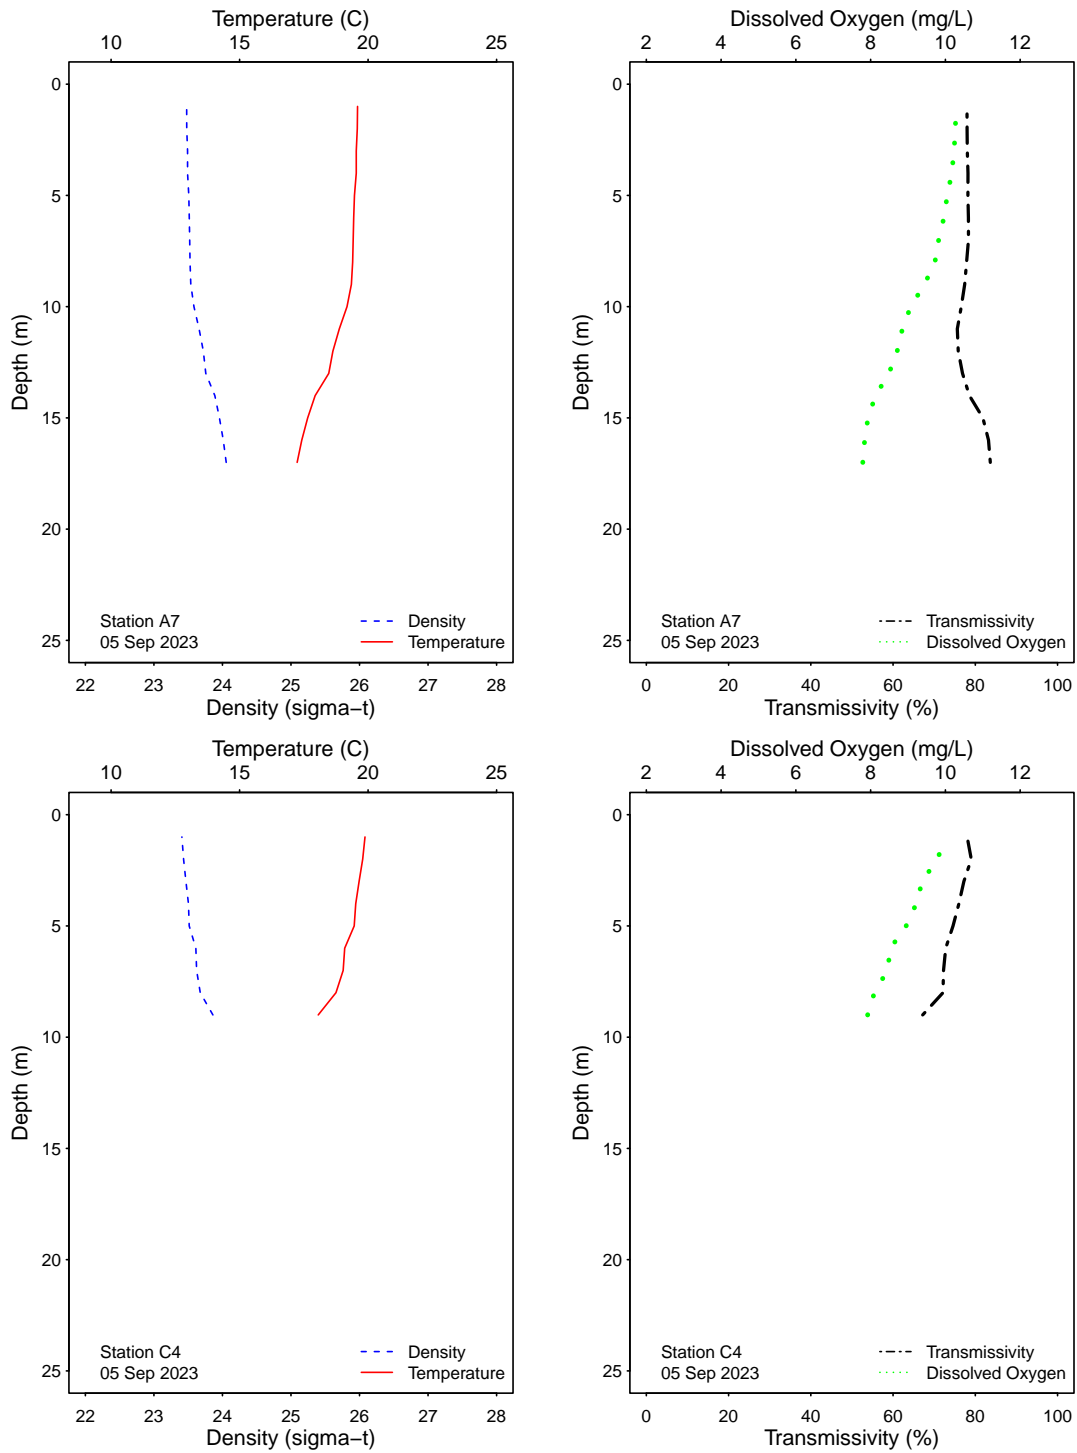 Temperature (C)
10 15 20 25
0
5
10
15
20
25
Depth (m)
Station A7
05 Sep 2023
Density
Temperature
22 23 24 25 26 27 28
Density (sigma−t)
Dissolved Oxygen (mg/L)
2 4 6 8 10 12
0
5
10
15
20
25
Depth (m)
Station A7
05 Sep 2023
Transmissivity
Dissolved Oxygen
0 20 40 60 80 100
Transmissivity (%)
Temperature (C)
10 15 20 25
0
5
10
15
20
25
Depth (m)
Station C4
05 Sep 2023
Density
Temperature
22 23 24 25 26 27 28
Density (sigma−t)
Dissolved Oxygen (mg/L)
2 4 6 8 10 12
0
5
10
15
20
25
Depth (m)
Station C4
05 Sep 2023
Transmissivity
Dissolved Oxygen
0 20 40 60 80 100
Transmissivity (%)